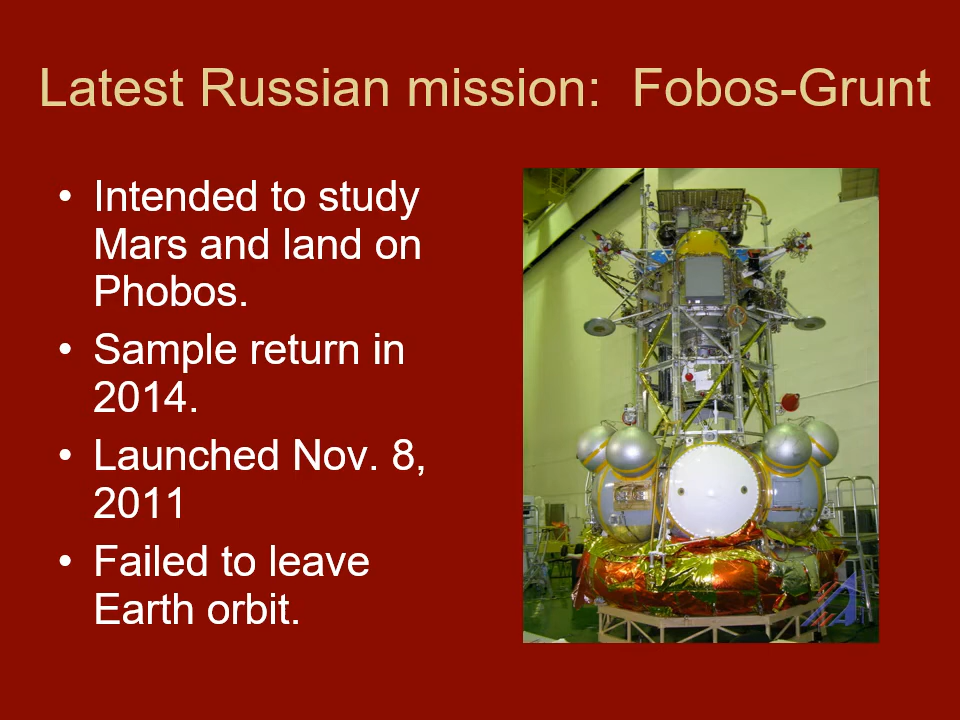 Latest Russian mission: Fobos-Grunt
• Intended to study
Mars and land on
Phobos.
• Sample return in
2014.
• Launched Nov. 8,
2011
• Failed to leave
Earth orbit.